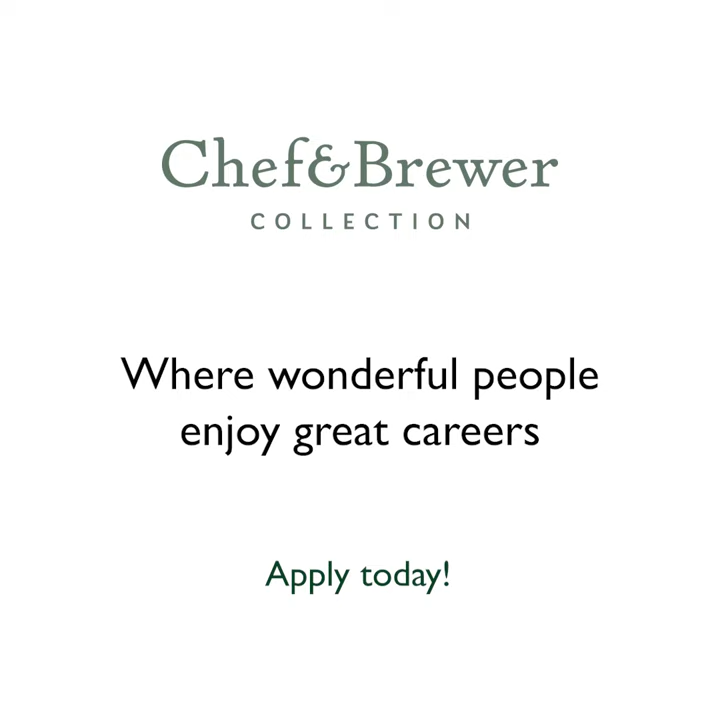 Chef&Brewer
COLLECTION
Where wonderful people
enjoy great careers
Apply today!